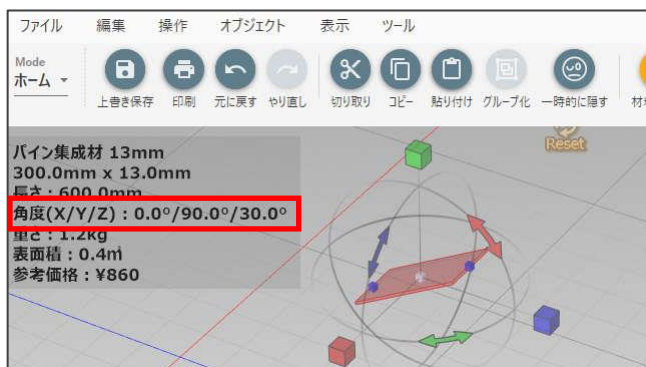 ファイル 編集 操作 オブジェクト 表示 ツール
Mode
ホーム
上書き保存 印刷 元に戻す やり直し 切り取り コピー 貼り付け グループ化 一時的に隠す 材
Reset
パイン集成材 13mm
300.0mm x 13.0mm
長さ：600.0mm
角度(X/Y/Z)：0.0°/90.0°/30.0°
重さ：1.2kg
表面積：0.4㎡
参考価格：¥860